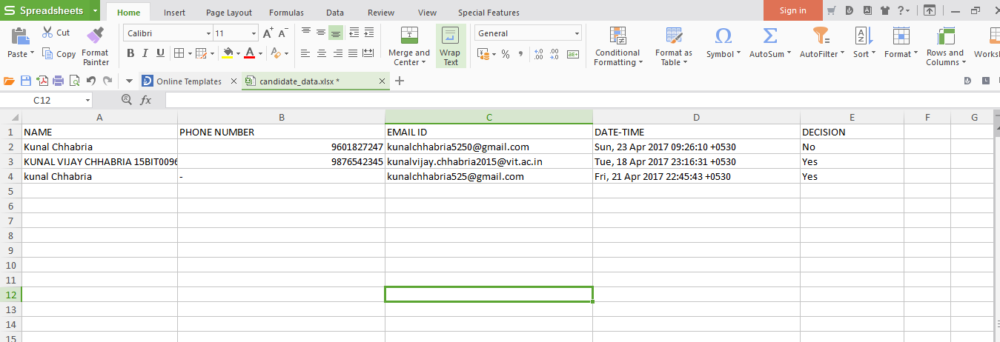 Spreadsheets Home Insert Page Layout Formulas Data Review View Special Features Sign in
Cut Calibri 11 General
Paste Copy Format Painter B I U Merge and Center Wrap Text Conditional Formatting Format as Table Symbol AutoSum AutoFilter Sort Format Rows and Columns Works
Online Templates candidate_data.xlsx *
C12 fx
A B C D E F G
1 NAME PHONE NUMBER EMAIL ID DATE-TIME DECISION
2 Kunal Chhabria 9601827247 kunalchhabria5250@gmail.com Sun, 23 Apr 2017 09:26:10 +0530 No
3 KUNAL VIJAY CHHABRIA 15BIT0096 9876542345 kunalvijay.chhabria2015@vit.ac.in Tue, 18 Apr 2017 23:16:31 +0530 Yes
4 kunal Chhabria - kunalchhabria525@gmail.com Fri, 21 Apr 2017 22:45:43 +0530 Yes
5
6
7
8
9
10
11
12
13
14
15